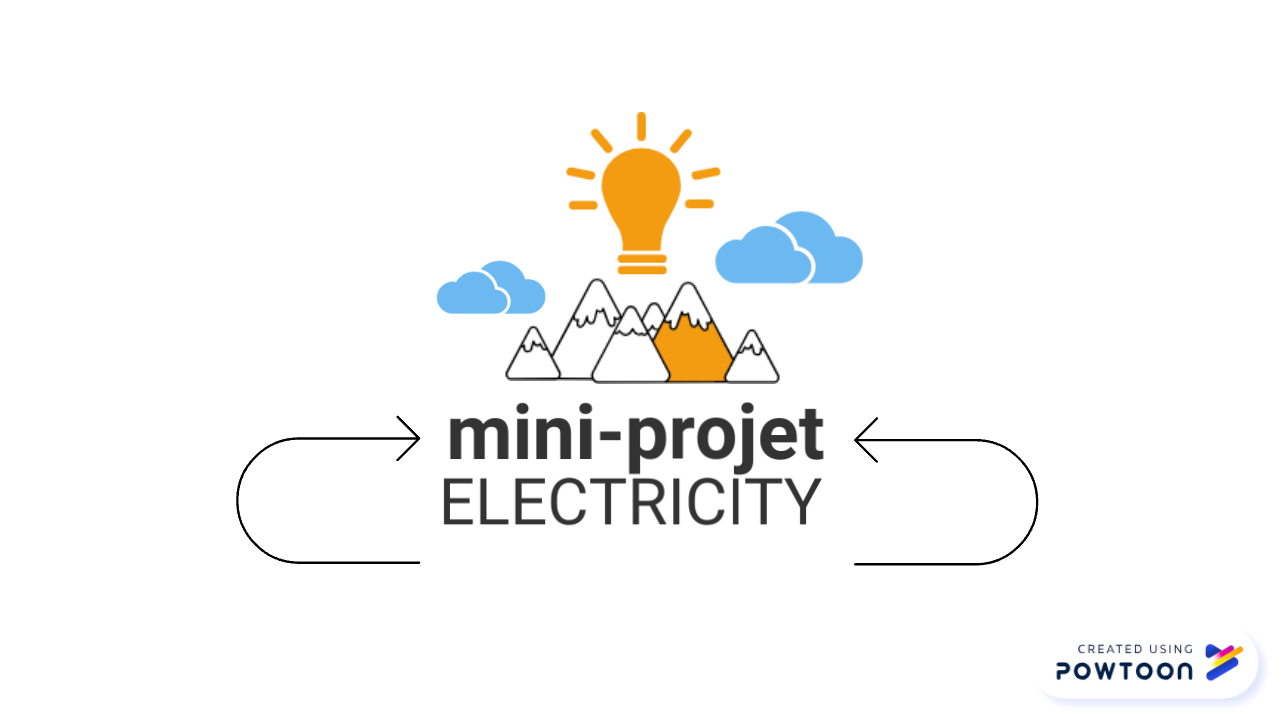 mini-projet
ELECTRICITY
CREATED USING
POWTOON